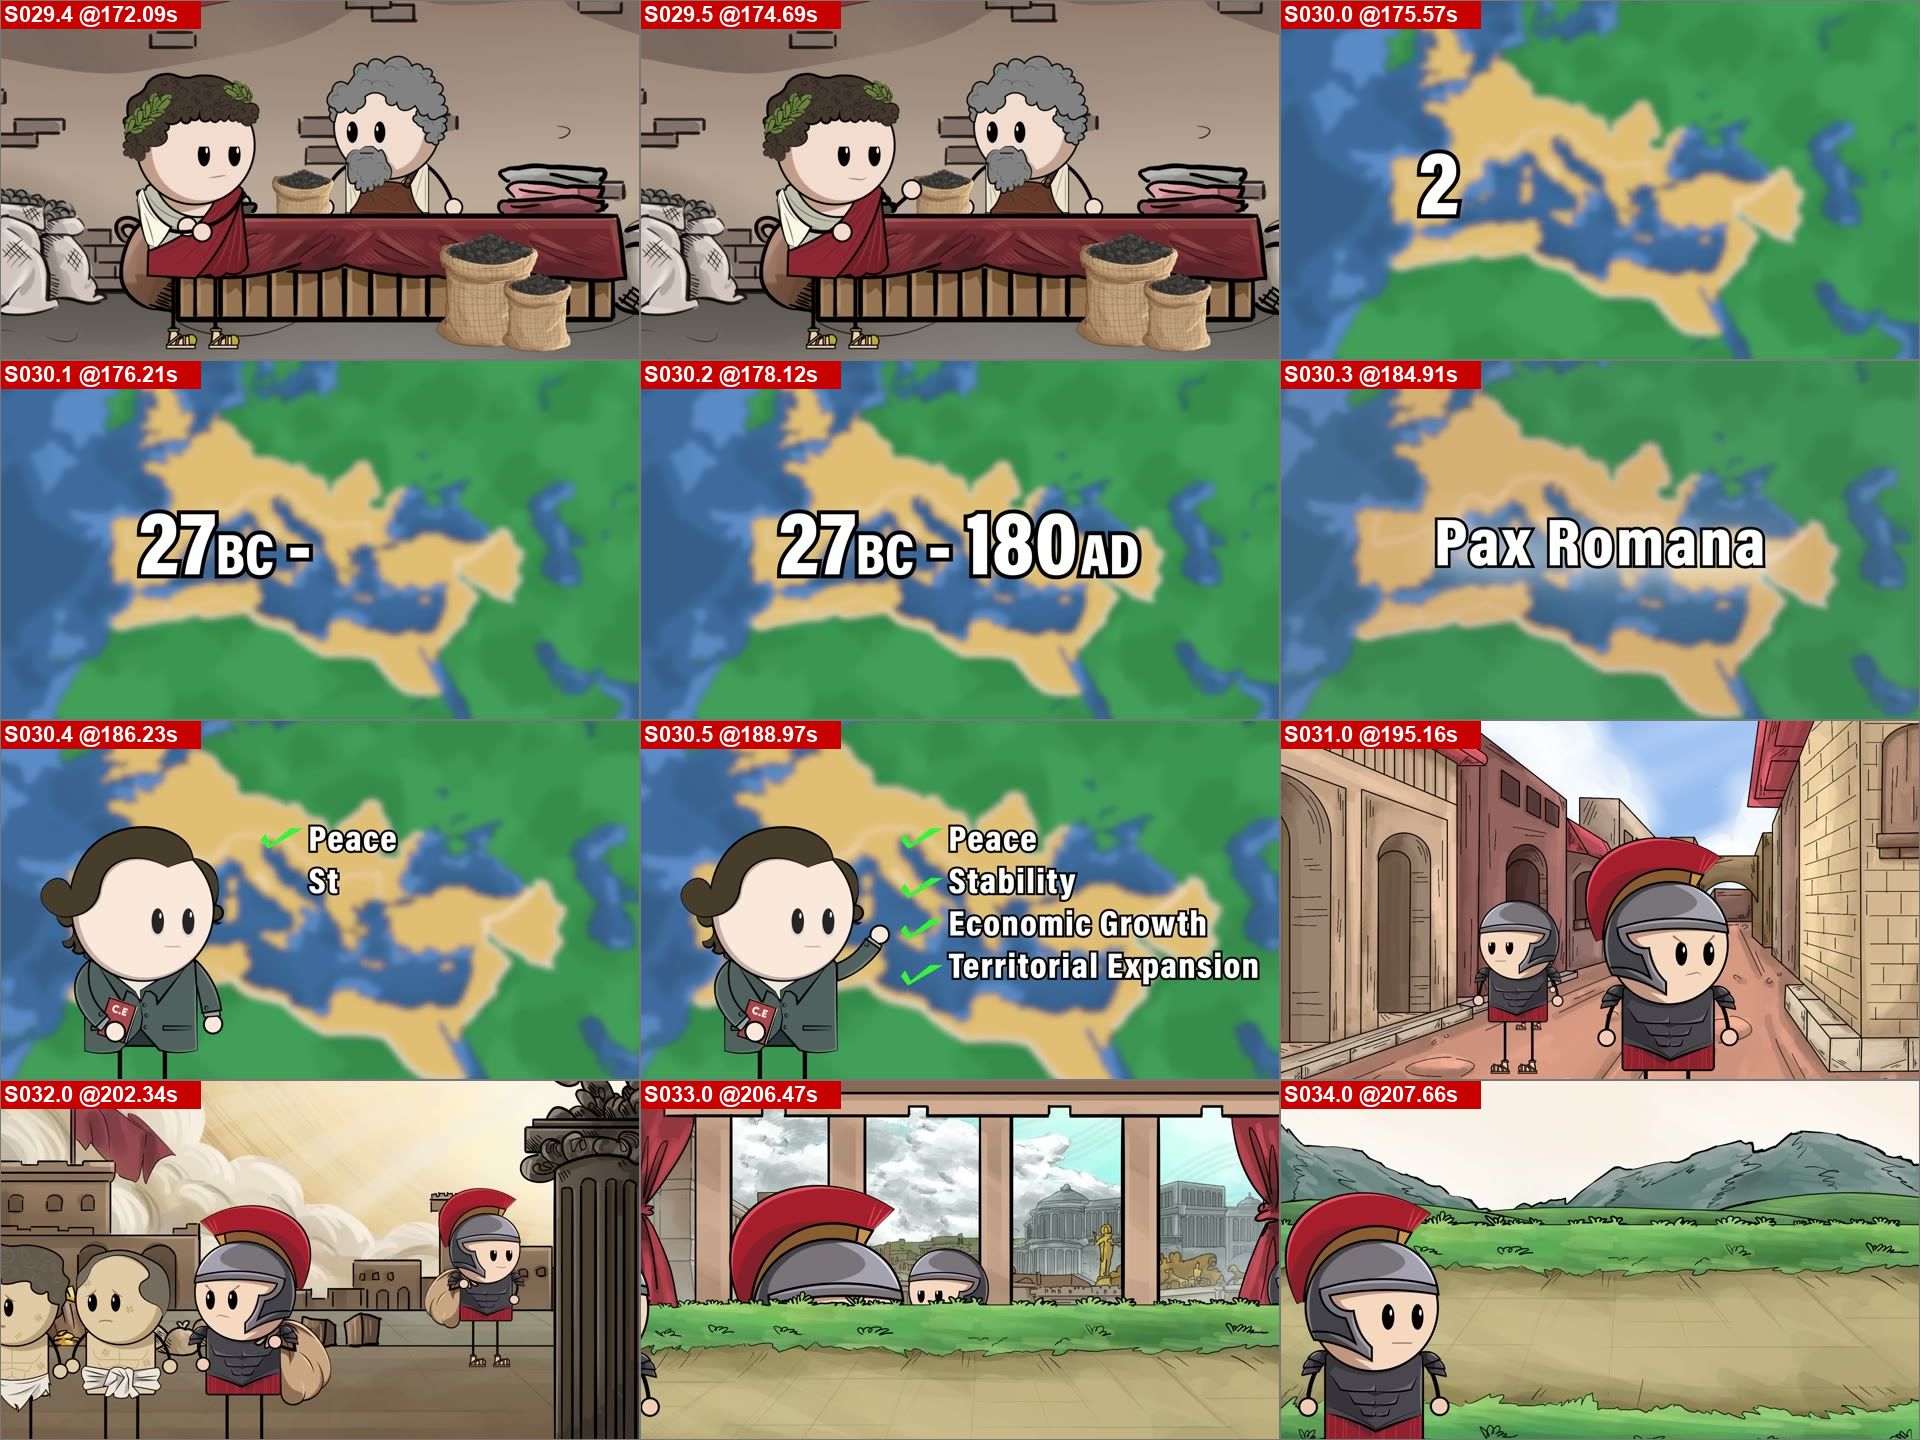 S029.4 @172.09s
S029.5 @174.69s
S030.0 @175.57s
2
S030.1 @176.21s
27BC -
S030.2 @178.12s
27BC - 180AD
S030.3 @184.91s
Pax Romana
S030.4 @186.23s
Peace
St
C.E
S030.5 @188.97s
Peace
Stability
Economic Growth
Territorial Expansion
C.E
S031.0 @195.16s
S032.0 @202.34s
S033.0 @206.47s
S034.0 @207.66s